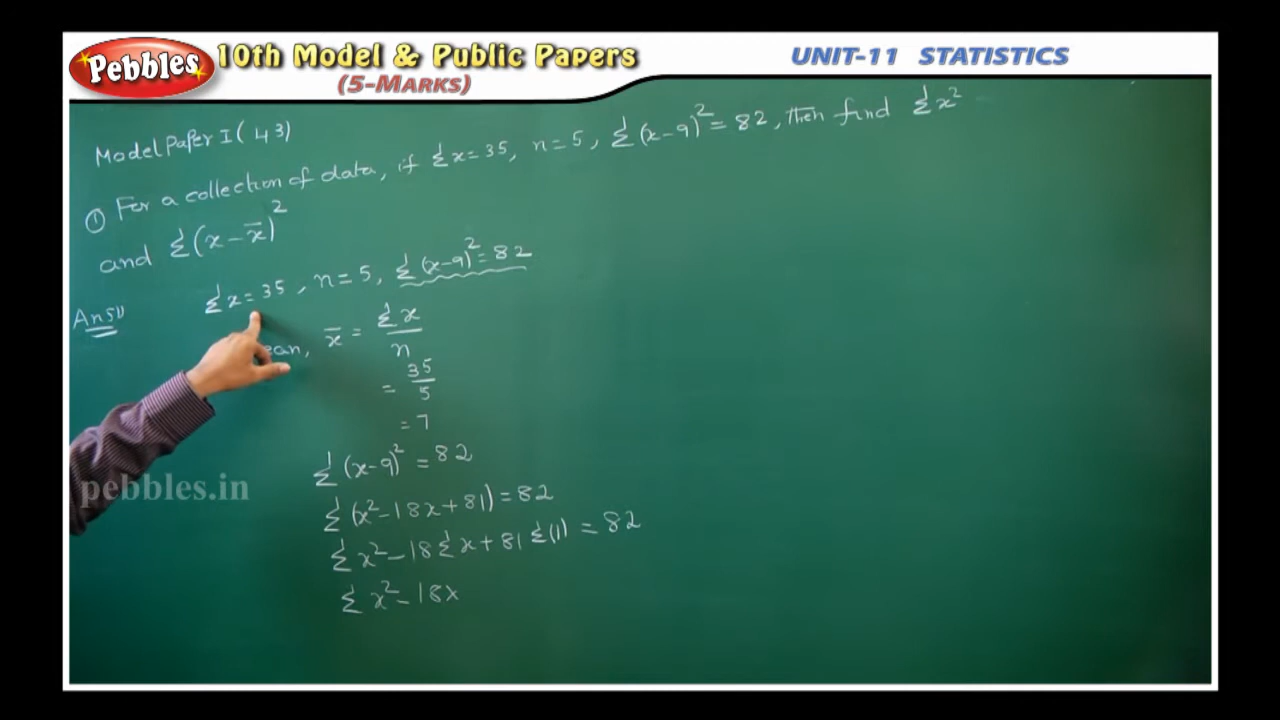 Pebbles
10th Model & Public Papers
(5-MARKS)
UNIT-11 STATISTICS
Model Paper I (43)
① For a collection of data, if Σx=35, n=5, Σ(x-9)²=82, then find Σx²
and Σ(x-x̄)²
Ans))
Σx=35, n=5, Σ(x-9)²=82
ean, x̄ = Σx/n
= 35/5
= 7
Σ(x-9)² = 82
Σ(x²-18x+81)=82
Σx²-18Σx+81Σ(1) = 82
Σx²-18x
pebbles.in